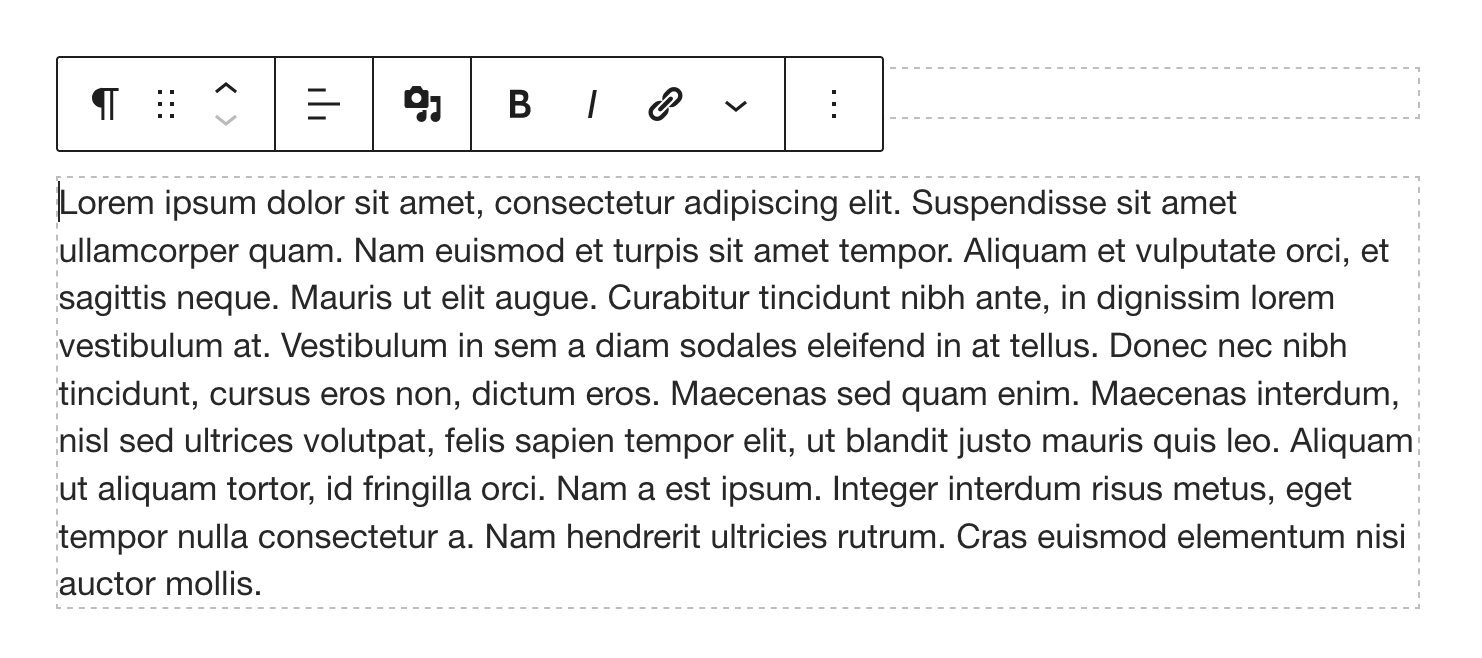 B I
Lorem ipsum dolor sit amet, consectetur adipiscing elit. Suspendisse sit amet
ullamcorper quam. Nam euismod et turpis sit amet tempor. Aliquam et vulputate orci, et
sagittis neque. Mauris ut elit augue. Curabitur tincidunt nibh ante, in dignissim lorem
vestibulum at. Vestibulum in sem a diam sodales eleifend in at tellus. Donec nec nibh
tincidunt, cursus eros non, dictum eros. Maecenas sed quam enim. Maecenas interdum,
nisl sed ultrices volutpat, felis sapien tempor elit, ut blandit justo mauris quis leo. Aliquam
ut aliquam tortor, id fringilla orci. Nam a est ipsum. Integer interdum risus metus, eget
tempor nulla consectetur a. Nam hendrerit ultricies rutrum. Cras euismod elementum nisi
auctor mollis.